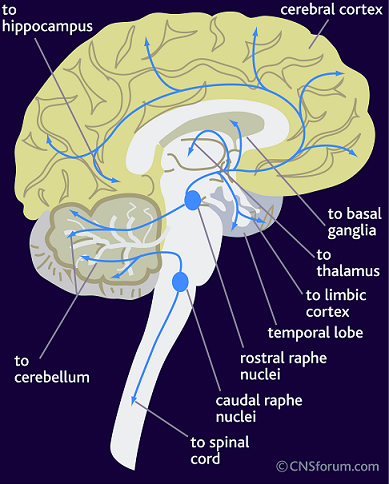 to
hippocampus
cerebral cortex
to basal
ganglia
to
thalamus
to limbic
cortex
temporal lobe
rostral raphe
nuclei
caudal raphe
nuclei
to
cerebellum
to spinal
cord
© CNSforum.com